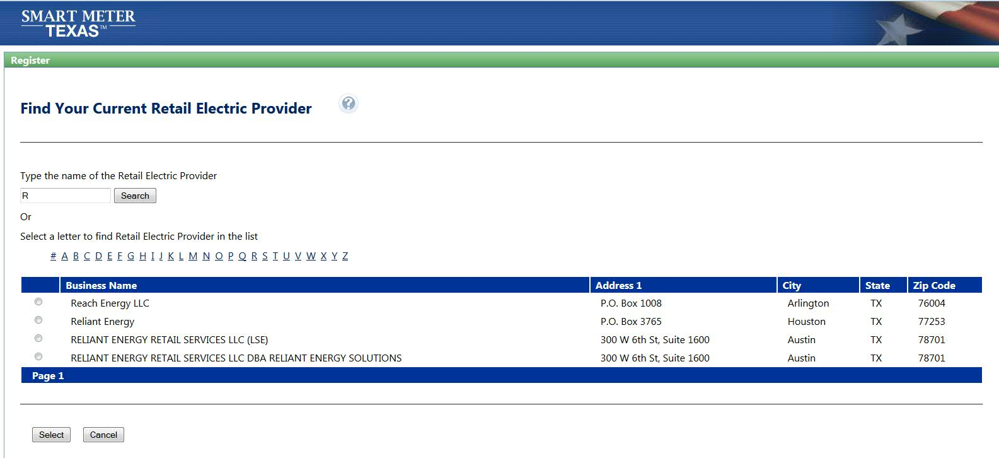 SMART METER
TEXAS™
Register
Find Your Current Retail Electric Provider ?
Type the name of the Retail Electric Provider
R Search
Or
Select a letter to find Retail Electric Provider in the list
# A B C D E F G H I J K L M N O P Q R S T U V W X Y Z
Business Name Address 1 City State Zip Code
Reach Energy LLC P.O. Box 1008 Arlington TX 76004
Reliant Energy P.O. Box 3765 Houston TX 77253
RELIANT ENERGY RETAIL SERVICES LLC (LSE) 300 W 6th St, Suite 1600 Austin TX 78701
RELIANT ENERGY RETAIL SERVICES LLC DBA RELIANT ENERGY SOLUTIONS 300 W 6th St, Suite 1600 Austin TX 78701
Page 1
Select Cancel